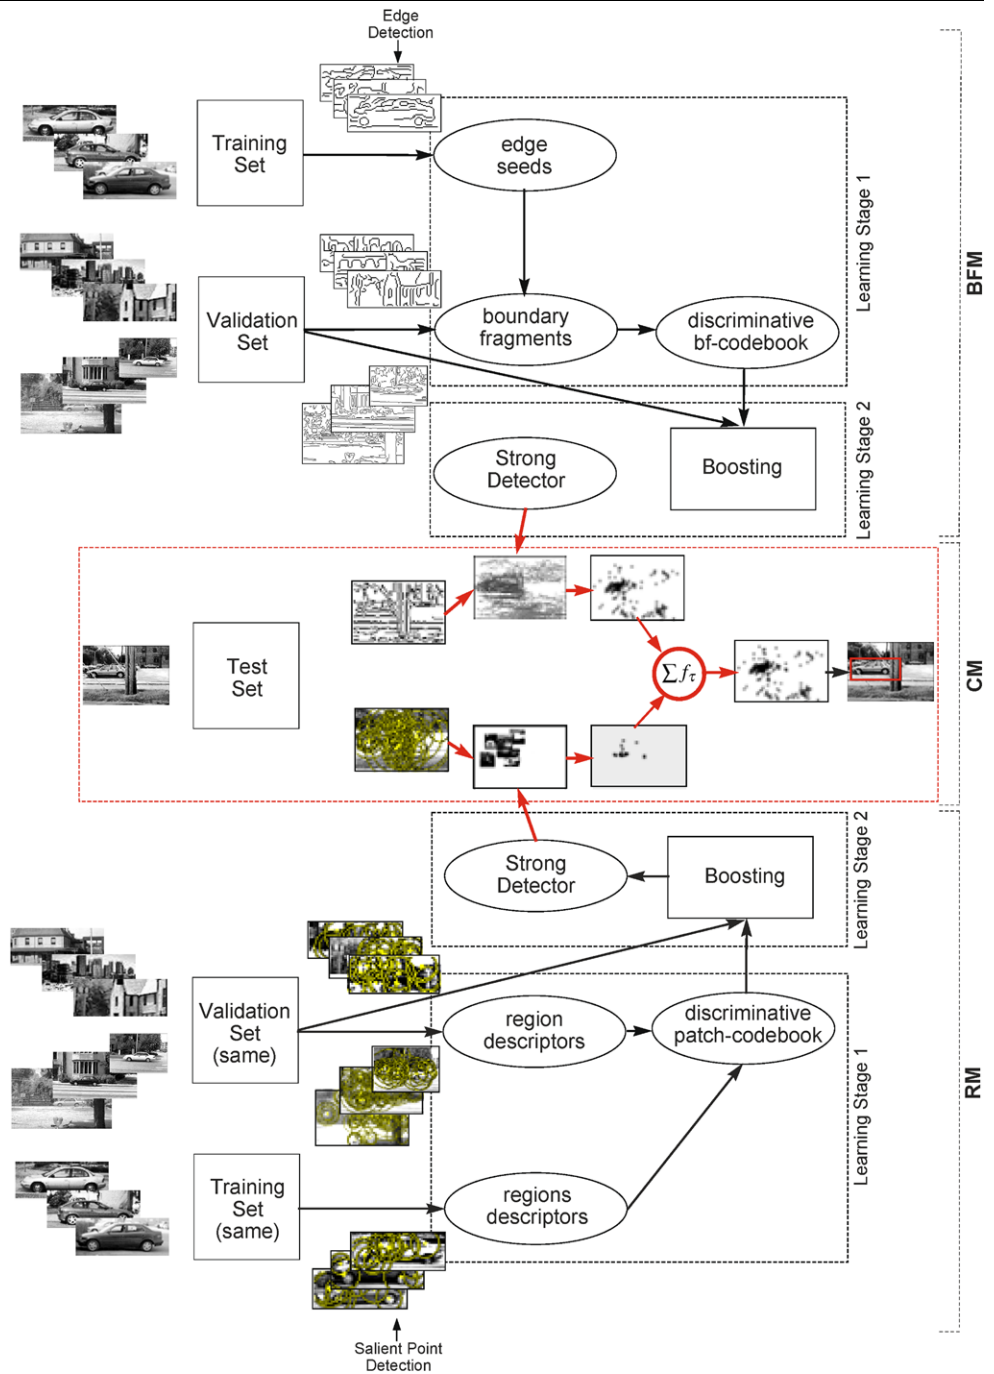 Edge
Detection
Training
Set
edge
seeds
Learning Stage 1
BFM
Validation
Set
boundary
fragments
discriminative
bf-codebook
Strong
Detector
Boosting
Learning Stage 2
Test
Set
∑ fτ
CM
Strong
Detector
Boosting
Learning Stage 2
Validation
Set
(same)
region
descriptors
discriminative
patch-codebook
Learning Stage 1
RM
Training
Set
(same)
regions
descriptors
Salient Point
Detection